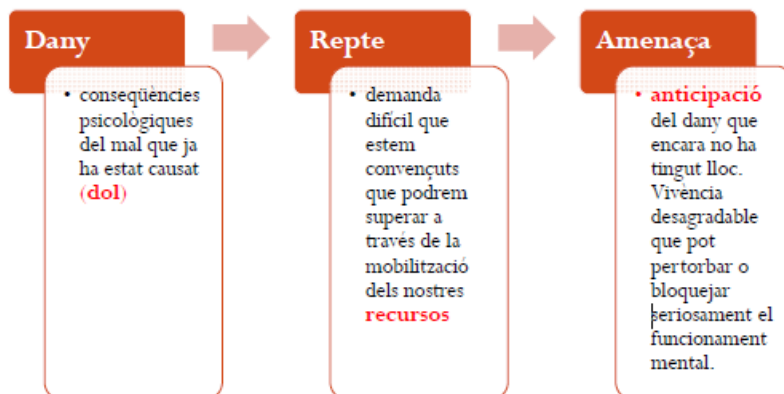 Dany
• conseqüències
psicològiques
del mal que ja
ha estat causat
(dol)
Repte
• demanda
difícil que
estem
convençuts
que podrem
superar a
través de la
mobilització
dels nostres
recursos
Amenaça
• anticipació
del dany que
encara no ha
tingut lloc.
Vivència
desagradable
que pot
pertorbar o
bloquejar
seriosament el
funcionament
mental.